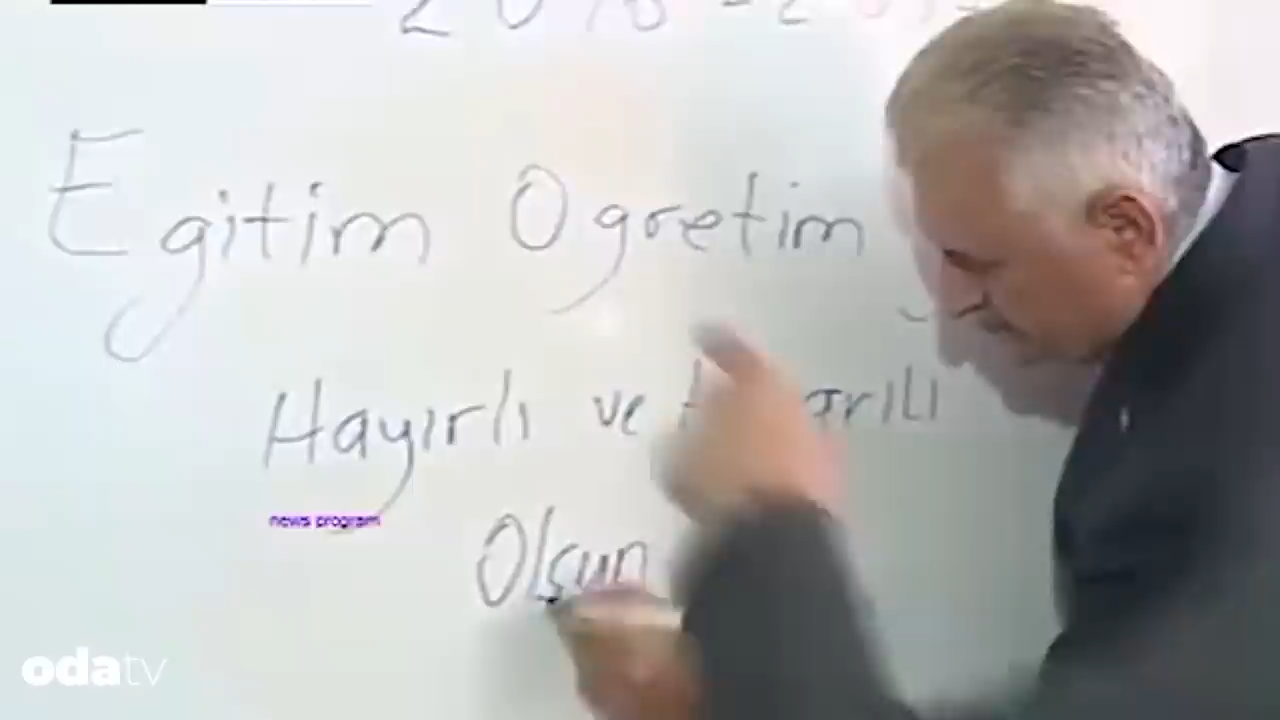 Egitim Ogretim
Hayırlı ve
Olsun
news program
odatv